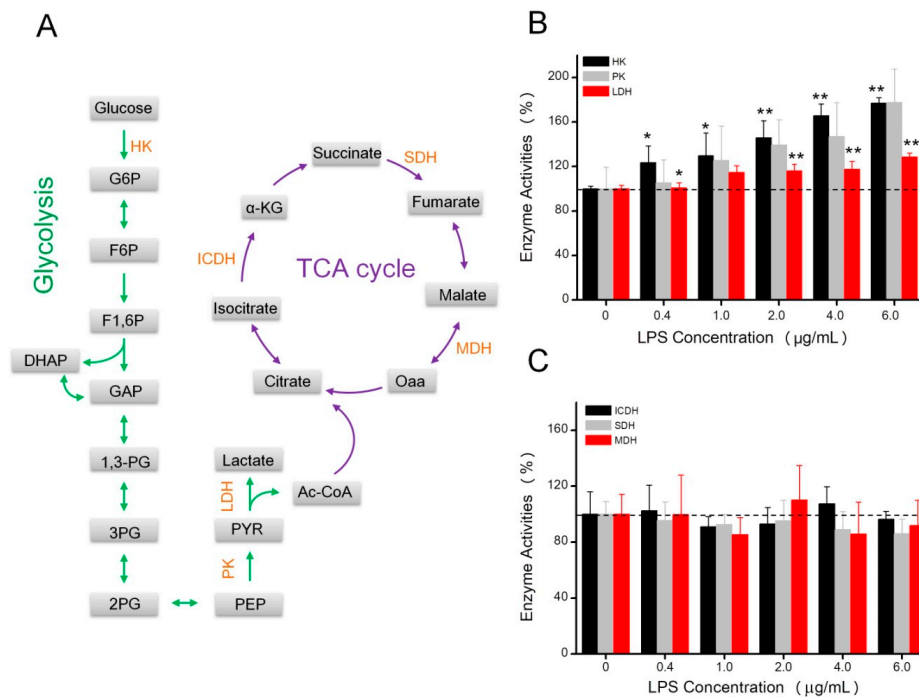 A
Glycolysis
Glucose
HK
G6P
F6P
F1,6P
DHAP
GAP
1,3-PG
3PG
2PG
PEP
PK
PYR
LDH
Lactate
Ac-CoA
TCA cycle
Succinate
SDH
α-KG
Fumarate
ICDH
Isocitrate
Malate
MDH
Citrate
Oaa
B
HK
PK
LDH
Enzyme Activities (%)
200
160
120
80
40
0
* * * * ** ** ** ** ** **
0 0.4 1.0 2.0 4.0 6.0
LPS Concentration (μg/mL)
C
ICDH
SDH
MDH
Enzyme Activities (%)
160
120
80
40
0
0 0.4 1.0 2.0 4.0 6.0
LPS Concentration (μg/mL)